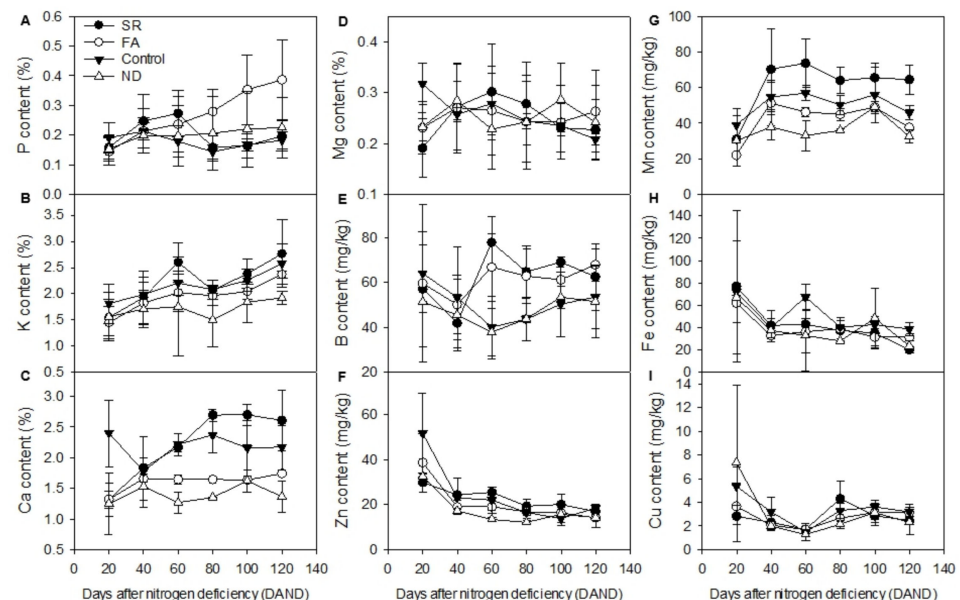 A
P content (%)
0.6
0.5
0.4
0.3
0.2
0.1
0.0
SR
FA
Control
ND
B
K content (%)
3.5
3.0
2.5
2.0
1.5
1.0
0.5
C
Ca content (%)
3.0
2.5
2.0
1.5
1.0
0.5
0 20 40 60 80 100 120 140
Days after nitrogen deficiency (DAND)
D
Mg content (%)
0.4
0.3
0.2
0.1
E
B content (mg/kg)
80
60
40
20
F
Zn content (mg/kg)
60
40
20
0
0 20 40 60 80 100 120 140
Days after nitrogen deficiency (DAND)
G
Mn content (mg/kg)
100
80
60
40
20
0
H
Fe content (mg/kg)
140
120
100
80
60
40
20
0
I
Cu content (mg/kg)
14
12
10
8
6
4
2
0
0 20 40 60 80 100 120 140
Days after nitrogen deficiency (DAND)